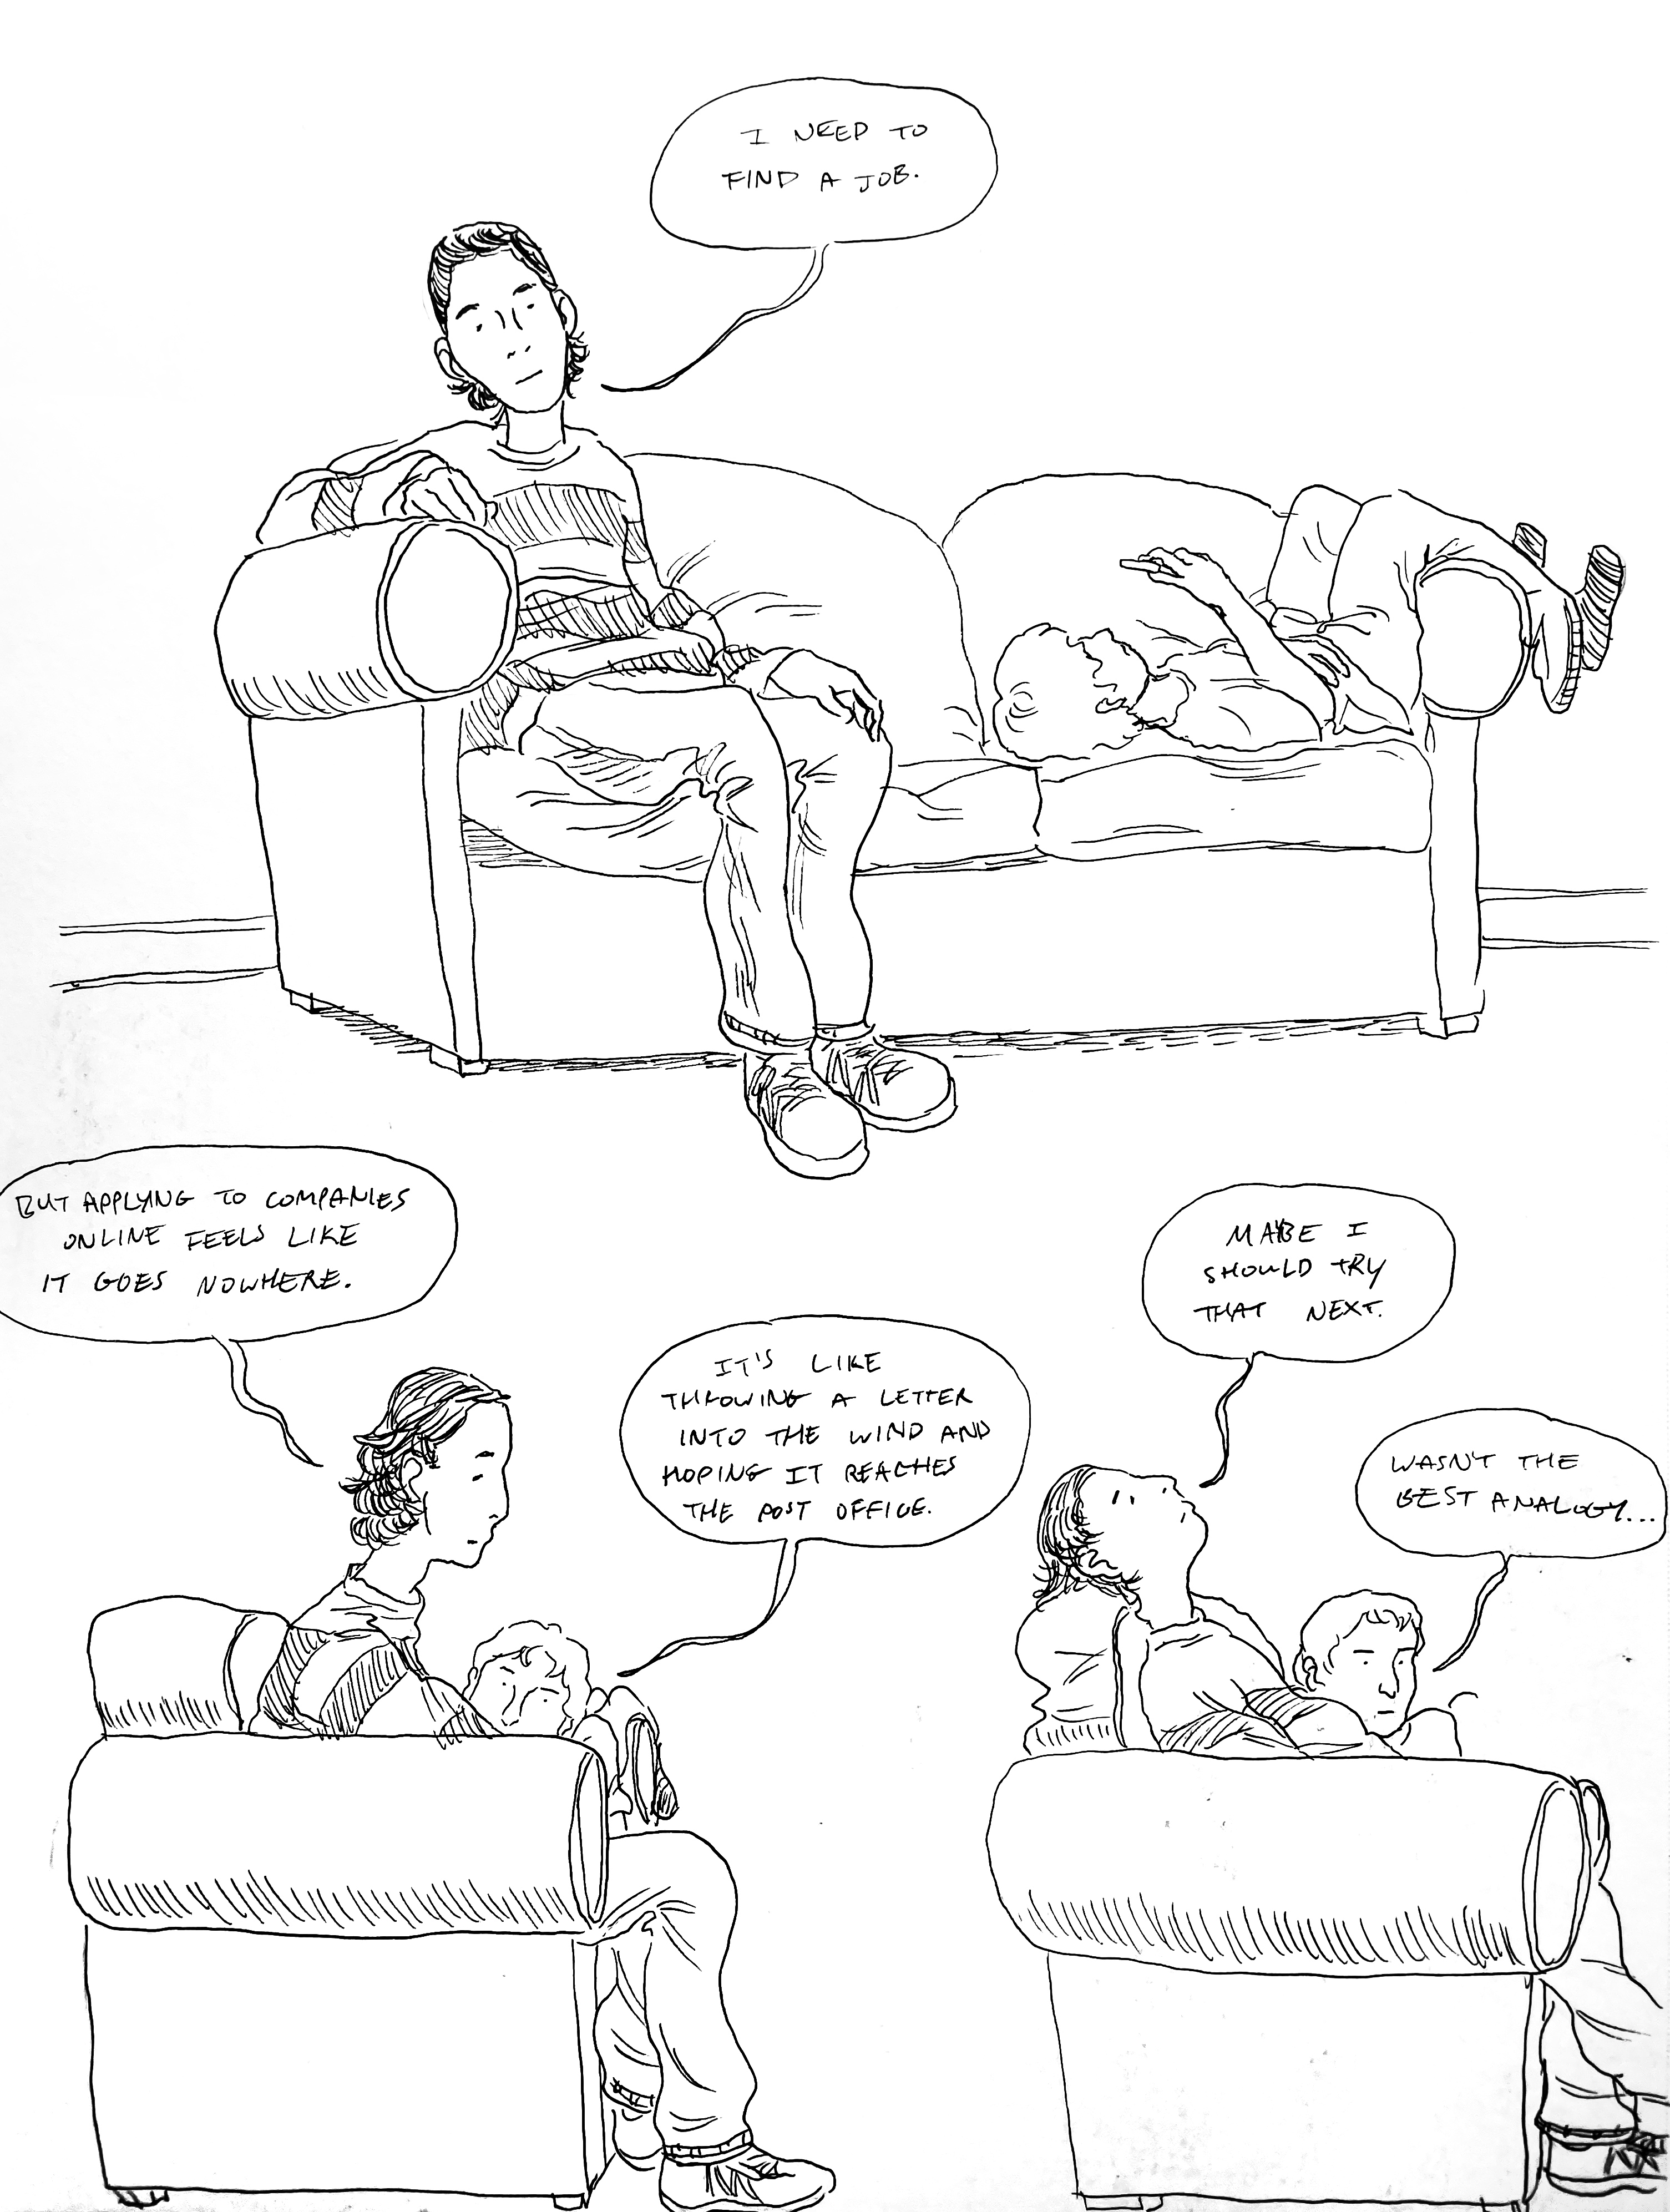 I NEED TO
FIND A JOB.
BUT APPLYING TO COMPANIES
ONLINE FEELS LIKE
IT GOES NOWHERE.
IT'S LIKE
THROWING A LETTER
INTO THE WIND AND
HOPING IT REACHES
THE POST OFFICE.
MABE I
SHOULD TRY
THAT NEXT.
WASN'T THE
BEST ANALOGY...